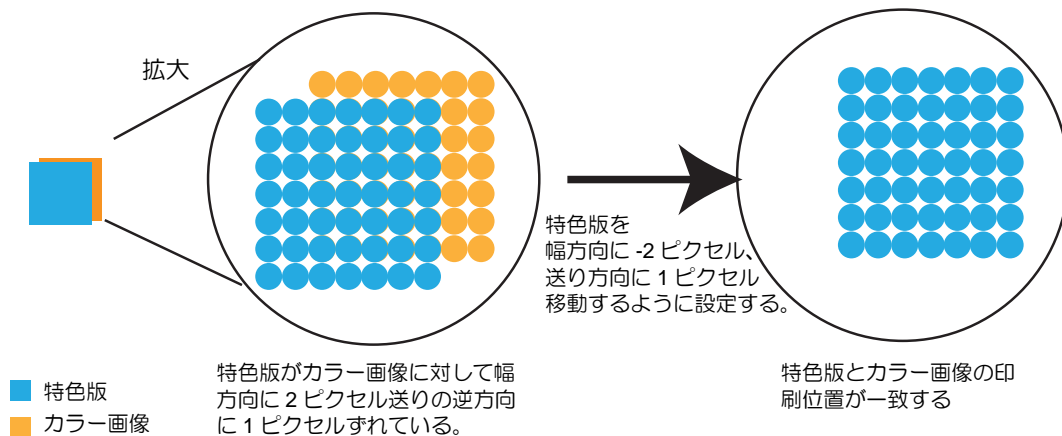 拡大
特色版を
幅方向に -2 ピクセル、
送り方向に 1 ピクセル
移動するように設定する。
特色版
カラー画像
特色版がカラー画像に対して幅
方向に 2 ピクセル送りの逆方向
に 1 ピクセルずれている。
特色版とカラー画像の印
刷位置が一致する